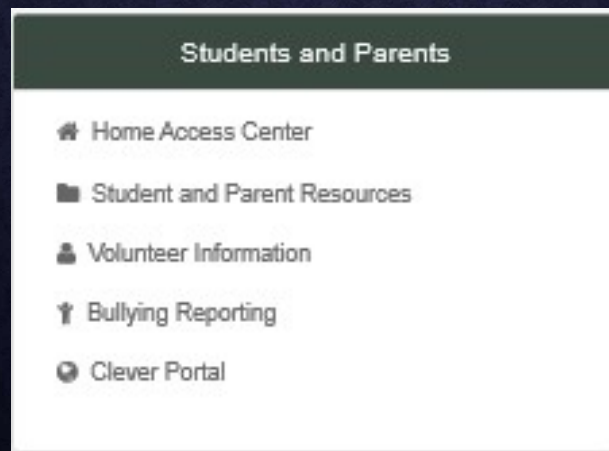 Students and Parents
Home Access Center
Student and Parent Resources
Volunteer Information
Bullying Reporting
Clever Portal